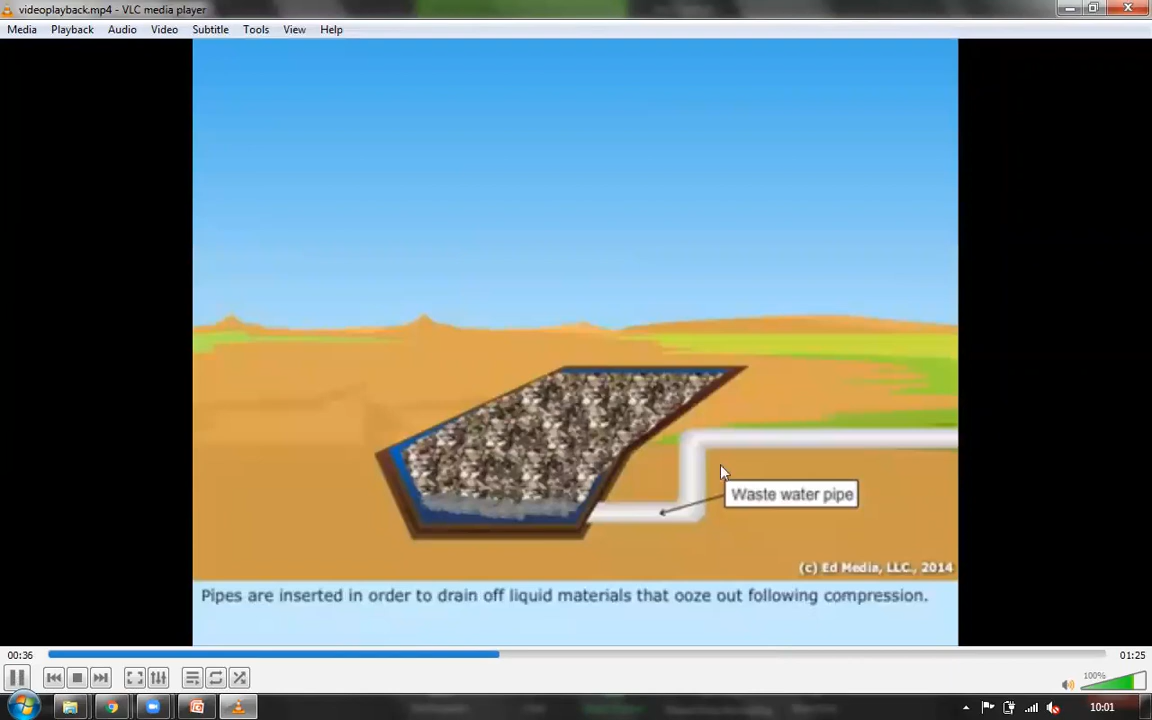 videoplayback.mp4 - VLC media player
Media Playback Audio Video Subtitle Tools View Help
Waste water pipe
(c) Ed Media, LLC., 2014
Pipes are inserted in order to drain off liquid materials that ooze out following compression.
00:36
01:25
100%
10:01